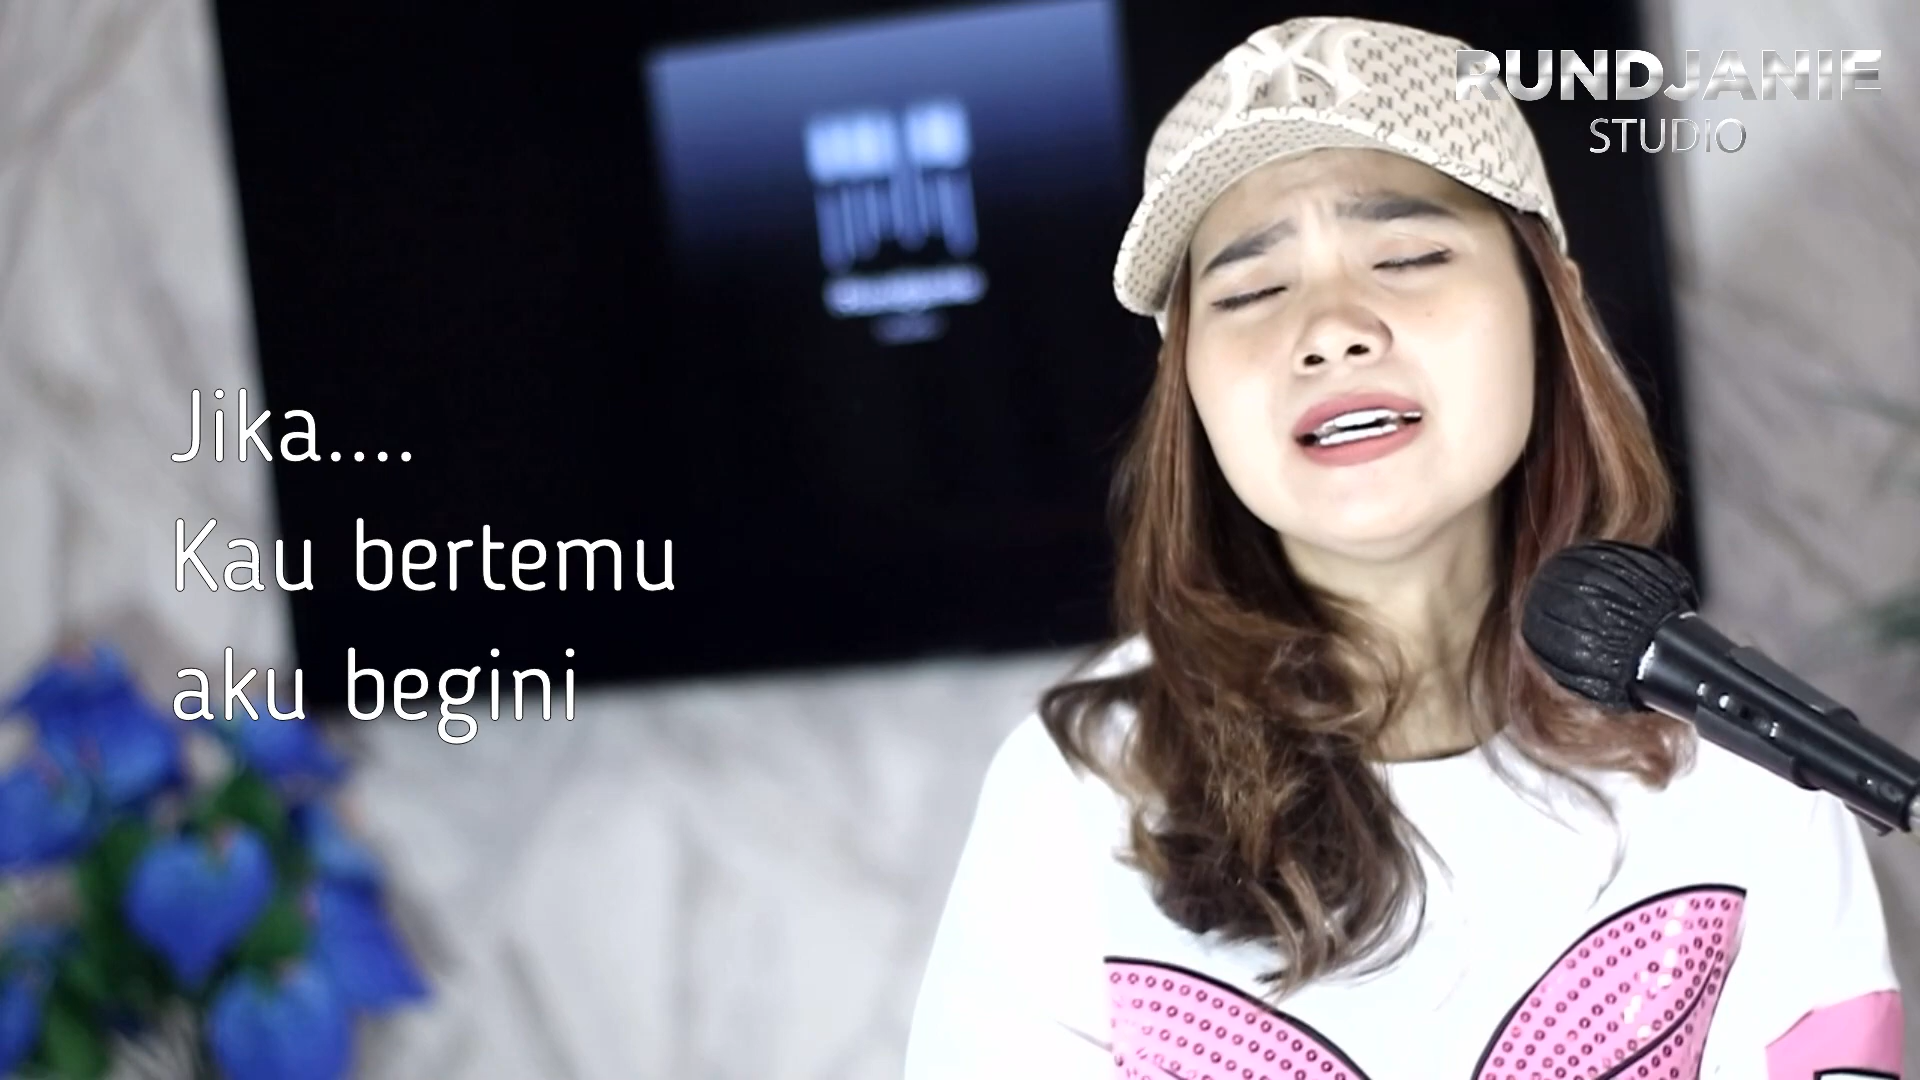 RUNDJANIE
STUDIO
Jika....
Kau bertemu
aku begini